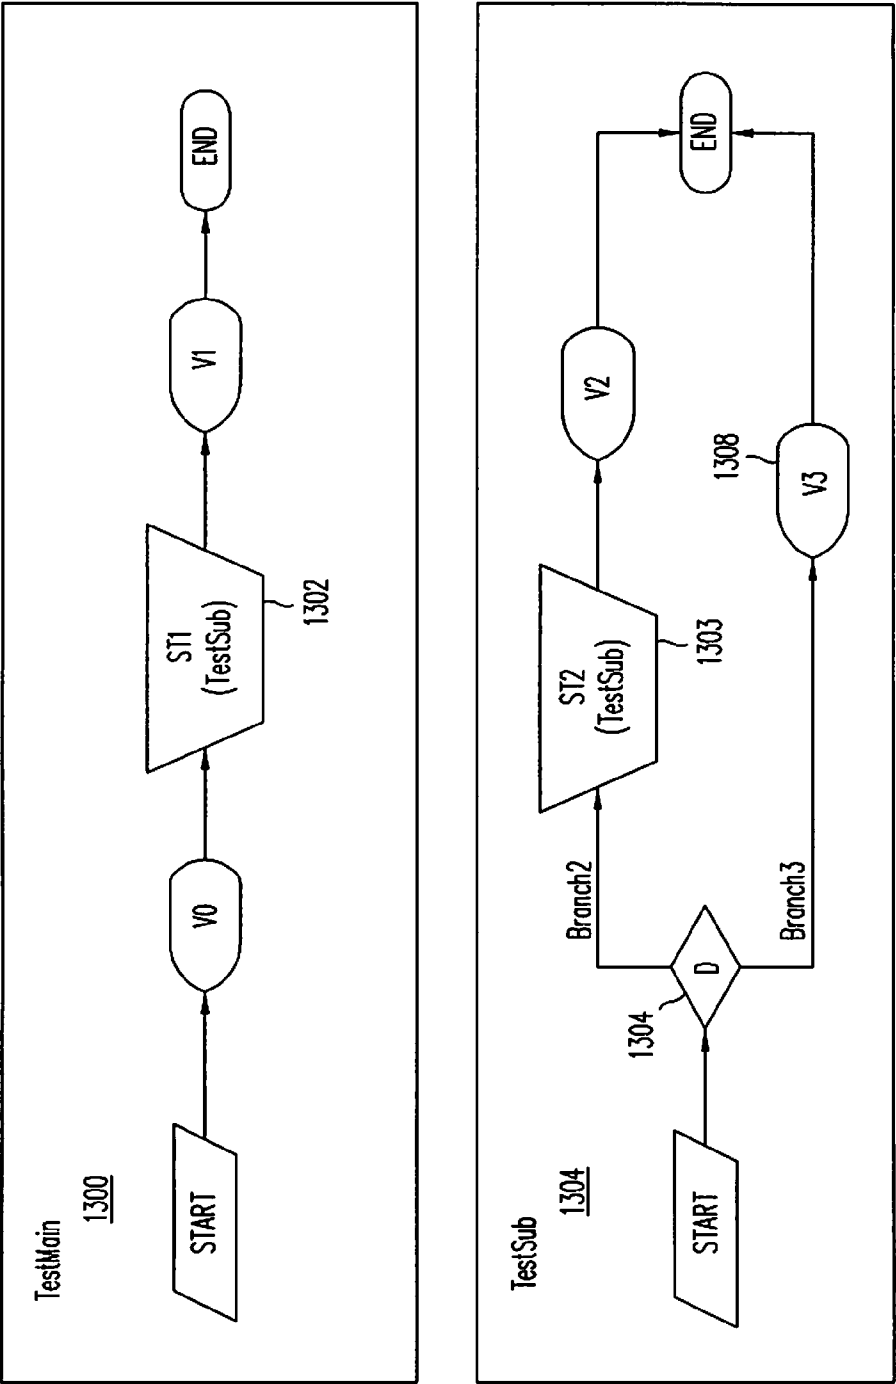 TestMain
1300
START
V0
ST1
(TestSub)
1302
V1
END
TestSub
1304
START
1304
D
Branch2
Branch3
ST2
(TestSub)
1303
V2
1308
V3
END